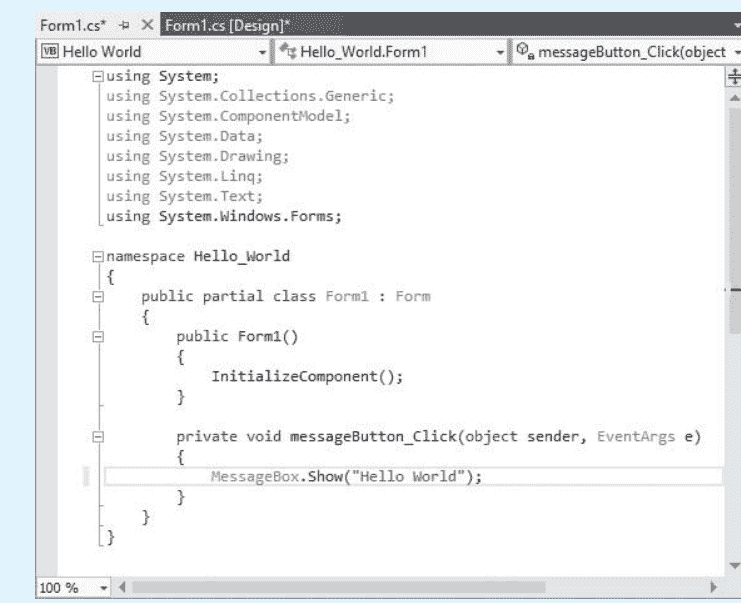 Form1.cs* Form1.cs [Design]*
VB Hello World Hello_World.Form1 messageButton_Click(object
using System;
using System.Collections.Generic;
using System.ComponentModel;
using System.Data;
using System.Drawing;
using System.Linq;
using System.Text;
using System.Windows.Forms;
namespace Hello_World
{
public partial class Form1 : Form
{
public Form1()
{
InitializeComponent();
}
private void messageButton_Click(object sender, EventArgs e)
{
MessageBox.Show("Hello World");
}
}
}
100 %